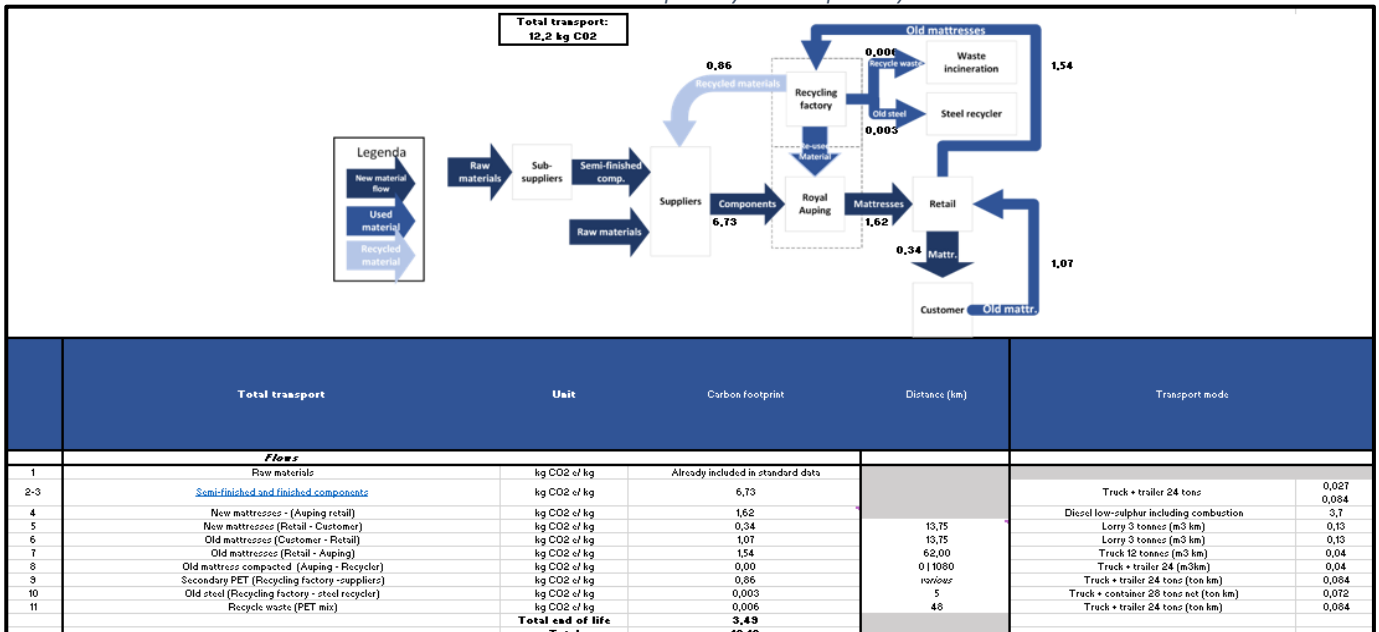 Total transport:
12,2 kg CO2
Old mattresses
0,006
Recycle waste
Waste
incineration
1,54
0,86
Recycled materials
Recycling
factory
Old steel
Steel recycler
0,003
Legenda
New material
flow
Used
material
Recycled
material
Raw
materials
Sub-
suppliers
Semi-finished
comp.
Raw materials
Suppliers
Components
6,73
Material
Royal
Auping
Mattresses
1,62
Retail
0,34
Mattr.
1,07
Customer
Old mattr.
Total transport Unit Carbon footprint Distance (km) Transport mode
Flows
1 Raw materials kg CO2 e/ kg Already included in standard data
2-3 Semi-finished and finished components kg CO2 e/ kg 6,73 Truck + trailer 24 tons 0,027
0,084
4 New mattresses - (Auping retail) kg CO2 e/ kg 1,62 Diesel low-sulphur including combustion 3,7
5 New mattresses (Retail - Customer) kg CO2 e/ kg 0,34 13,75 Lorry 3 tonnes (m3 km) 0,13
6 Old mattresses (Customer - Retail) kg CO2 e/ kg 1,07 13,75 Lorry 3 tonnes (m3 km) 0,13
7 Old mattresses (Retail - Auping) kg CO2 e/ kg 1,54 62,00 Truck 12 tonnes (m3 km) 0,04
8 Old mattress compacted (Auping - Recycler) kg CO2 e/ kg 0,00 0 | 1080 Truck + trailer 24 (m3km) 0,04
9 Secondary PET (Recycling factory -suppliers) kg CO2 e/ kg 0,86 various Truck + trailer 24 tons (ton km) 0,084
10 Old steel (Recycling factory - steel recycler) kg CO2 e/ kg 0,003 5 Truck + container 28 tons net (ton km) 0,072
11 Recycle waste (PET mix) kg CO2 e/ kg 0,006 48 Truck + trailer 24 tons (ton km) 0,084
Total end of life 3,49